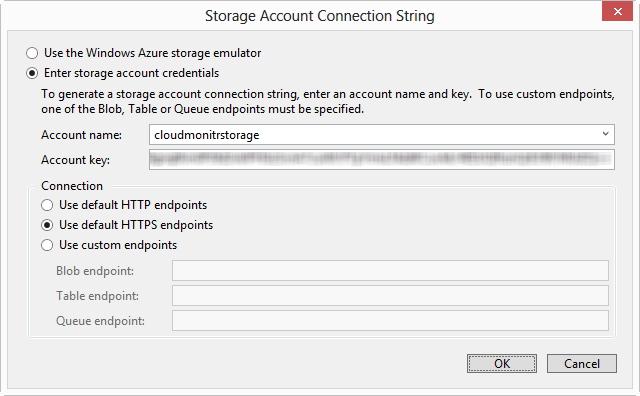 Storage Account Connection String
Use the Windows Azure storage emulator
Enter storage account credentials
To generate a storage account connection string, enter an account name and key.  To use custom endpoints,
one of the Blob, Table or Queue endpoints must be specified.
Account name: cloudmonitrstorage
Account key:
Connection
Use default HTTP endpoints
Use default HTTPS endpoints
Use custom endpoints
Blob endpoint:
Table endpoint:
Queue endpoint:
OK Cancel